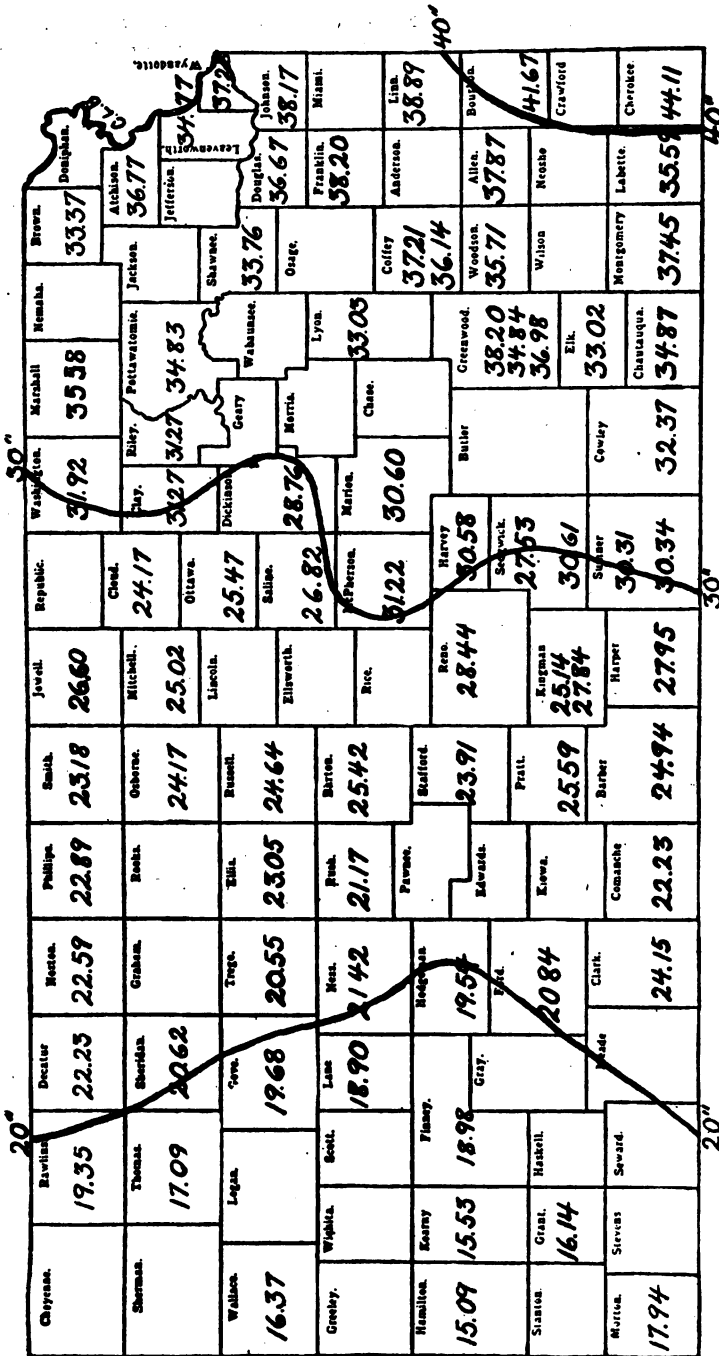 20"
30"
Cheyenne.
Rawlins
19.35
Decatur
22.23
Norton.
22.59
Phillips.
22.89
Smith.
23.18
Jewell.
26.60
Republic.
Washington.
31.92
Marshall
35.58
Nemaha.
Brown.
33.37
Doniphan.
Sherman.
Thomas.
17.09
Sheridan.
20.62
Graham.
Rooks.
Osborne.
24.17
Mitchell.
25.02
Cloud.
24.17
Clay.
31.27
Riley.
31.27
Pottawatomie.
34.83
Jackson.
Atchison.
36.77
Jefferson.
Leavenworth.
34.77
Wyandotte.
37.2
Wallace.
16.37
Logan.
Gove.
19.68
Trego.
20.55
Ellis.
23.05
Russell.
24.64
Lincoln.
Ottawa.
25.47
Saline.
26.82
Dickinson
28.76
Geary
Morris.
Wabaunsee.
Shawnee.
33.76
Osage.
Douglas.
36.67
Johnson.
38.17
Greeley.
Wichita.
Scott.
Lane
18.90
Ness.
21.42
Rush.
21.17
Barton.
25.42
Ellsworth.
Rice.
McPherson.
31.22
Marion.
30.60
Chase.
Lyon.
33.03
Coffey
37.21
36.14
Franklin.
38.20
Anderson.
Miami.
Linn.
38.89
40"
Hamilton.
15.09
Kearny
15.53
Finney.
18.98
Gray.
Hodgeman
19.54
Ford.
20.84
Pawnee.
Edwards.
Stafford.
23.91
Reno.
28.44
Harvey
30.58
Sedgwick.
27.53
30.61
Butler
Greenwood.
38.20
34.84
36.98
Woodson.
35.71
Allen.
37.87
Bourbon.
41.67
Stanton.
Grant.
16.14
Haskell.
Kiowa.
Pratt.
25.59
Kingman
25.14
27.84
Elk.
33.02
Wilson
Neosho
Crawford
Morton.
17.94
Stevens
Seward.
Meade
Clark.
24.15
Comanche
22.23
Barber
24.94
Harper
27.95
Sumner
30.31
30.34
Cowley
32.37
Chautauqua.
34.87
Montgomery
37.45
Labette.
35.59
Cherokee.
44.11
20"
30"
40"